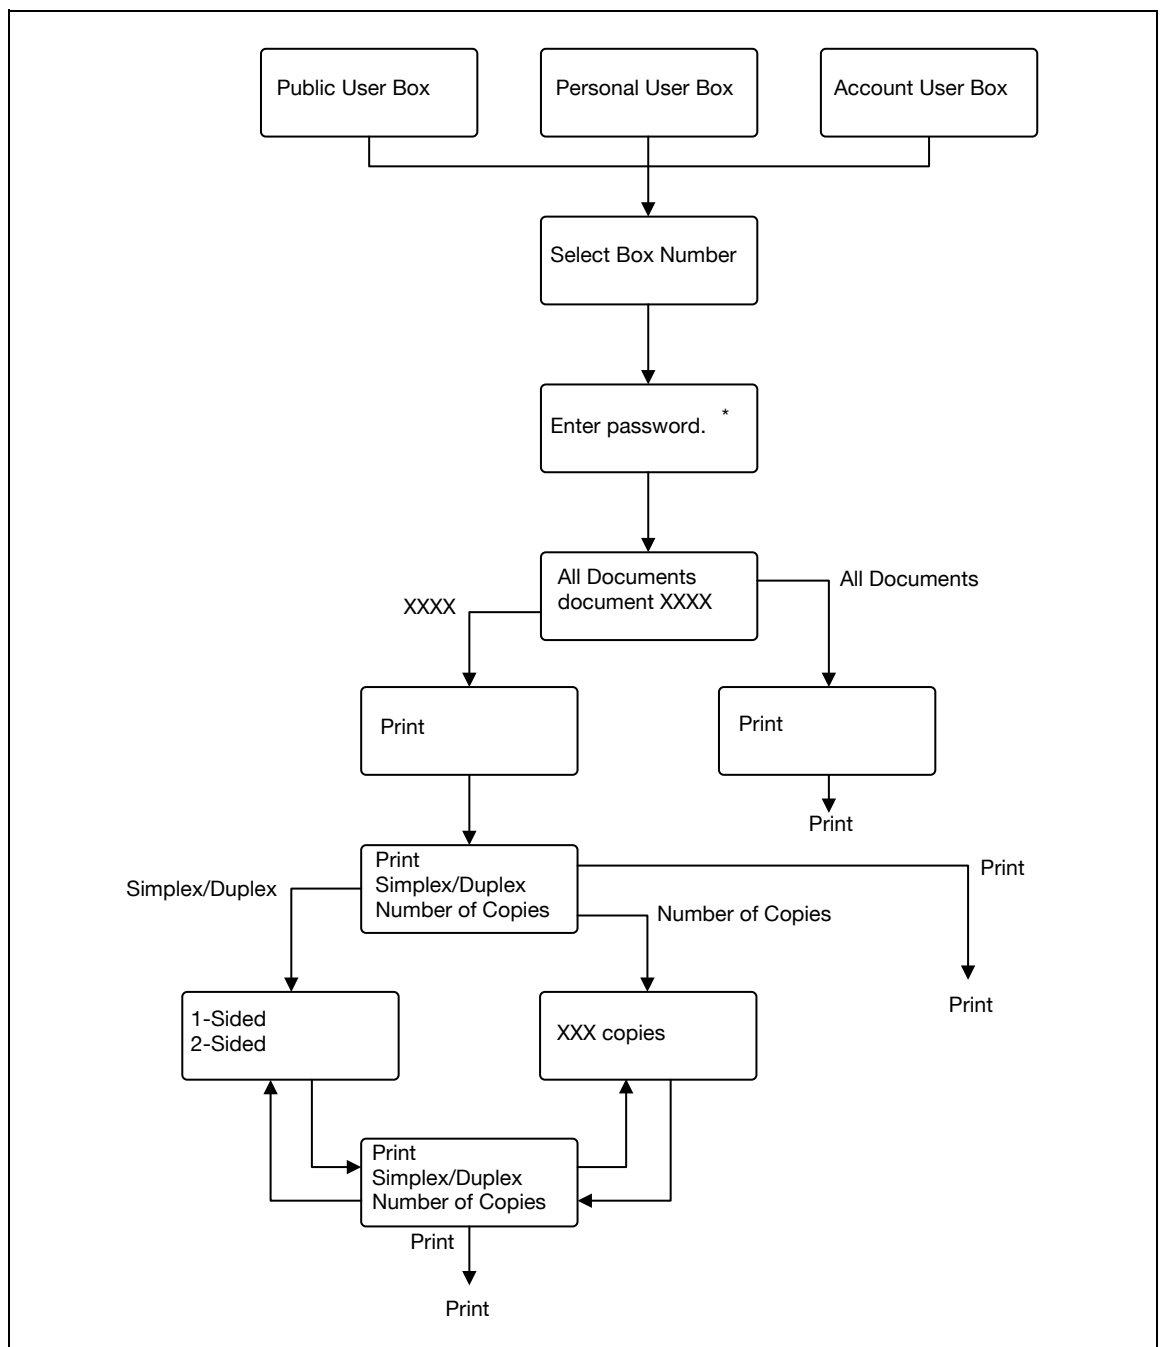 Public User Box
Personal User Box
Account User Box
Select Box Number
Enter password. *
All Documents
document XXXX
All Documents
XXXX
Print
Print
Print
Print
Simplex/Duplex
Number of Copies
Print
Simplex/Duplex
Number of Copies
Print
1-Sided
2-Sided
XXX copies
Print
Simplex/Duplex
Number of Copies
Print
Print